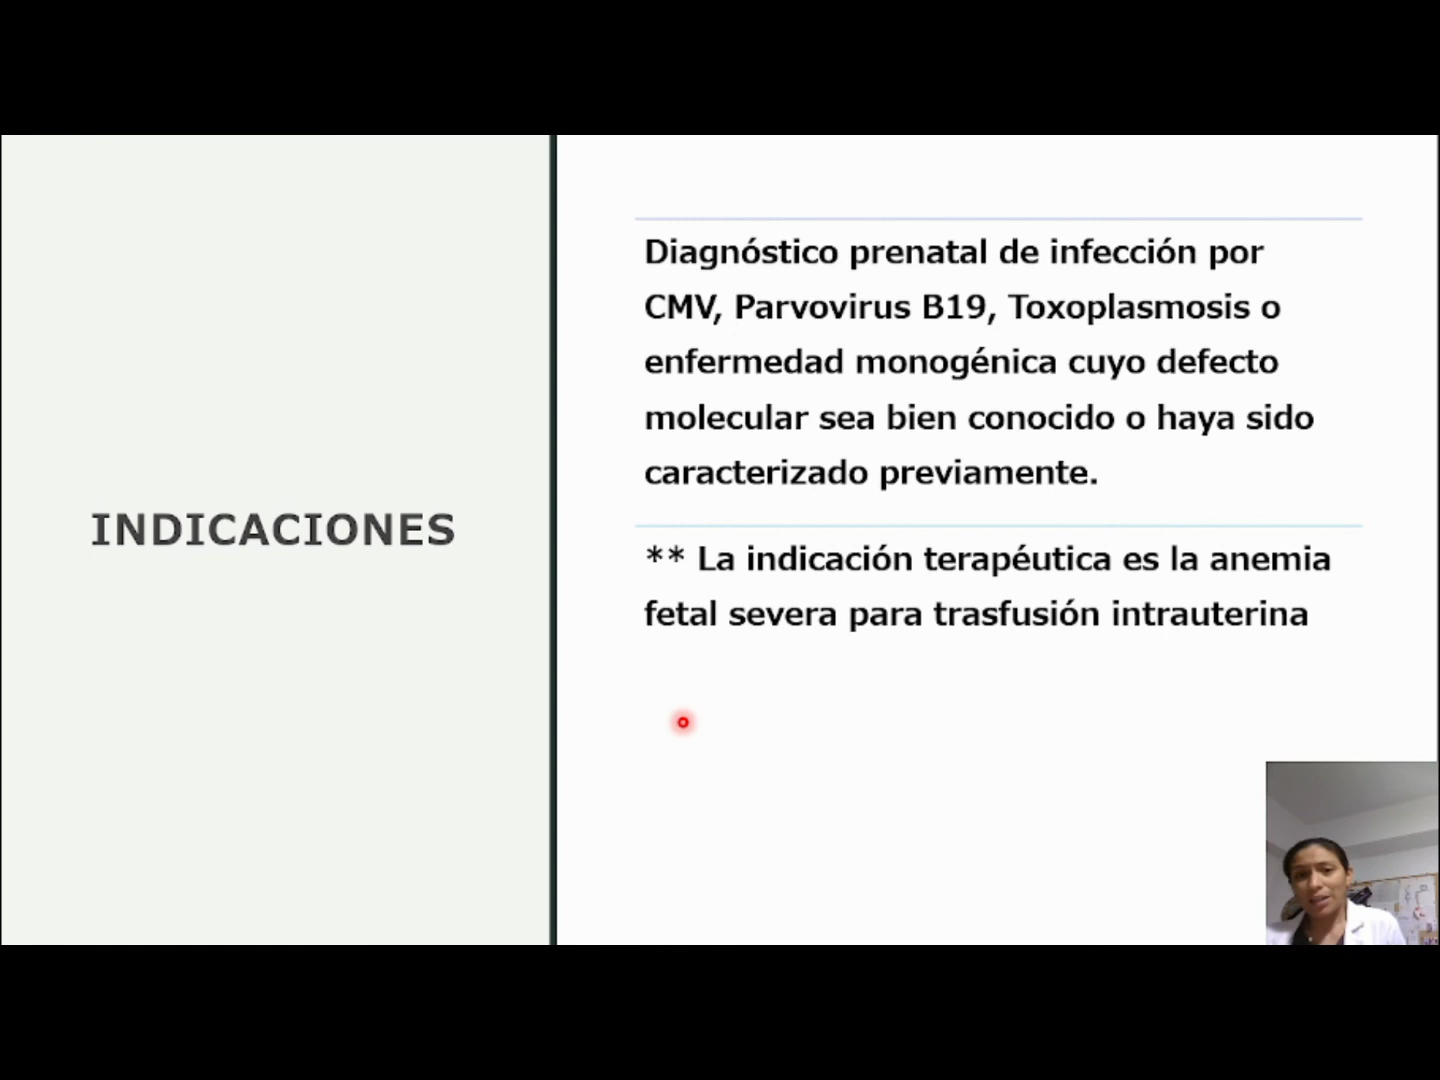 INDICACIONES
Diagnóstico prenatal de infección por
CMV, Parvovirus B19, Toxoplasmosis o
enfermedad monogénica cuyo defecto
molecular sea bien conocido o haya sido
caracterizado previamente.
** La indicación terapéutica es la anemia
fetal severa para trasfusión intrauterina